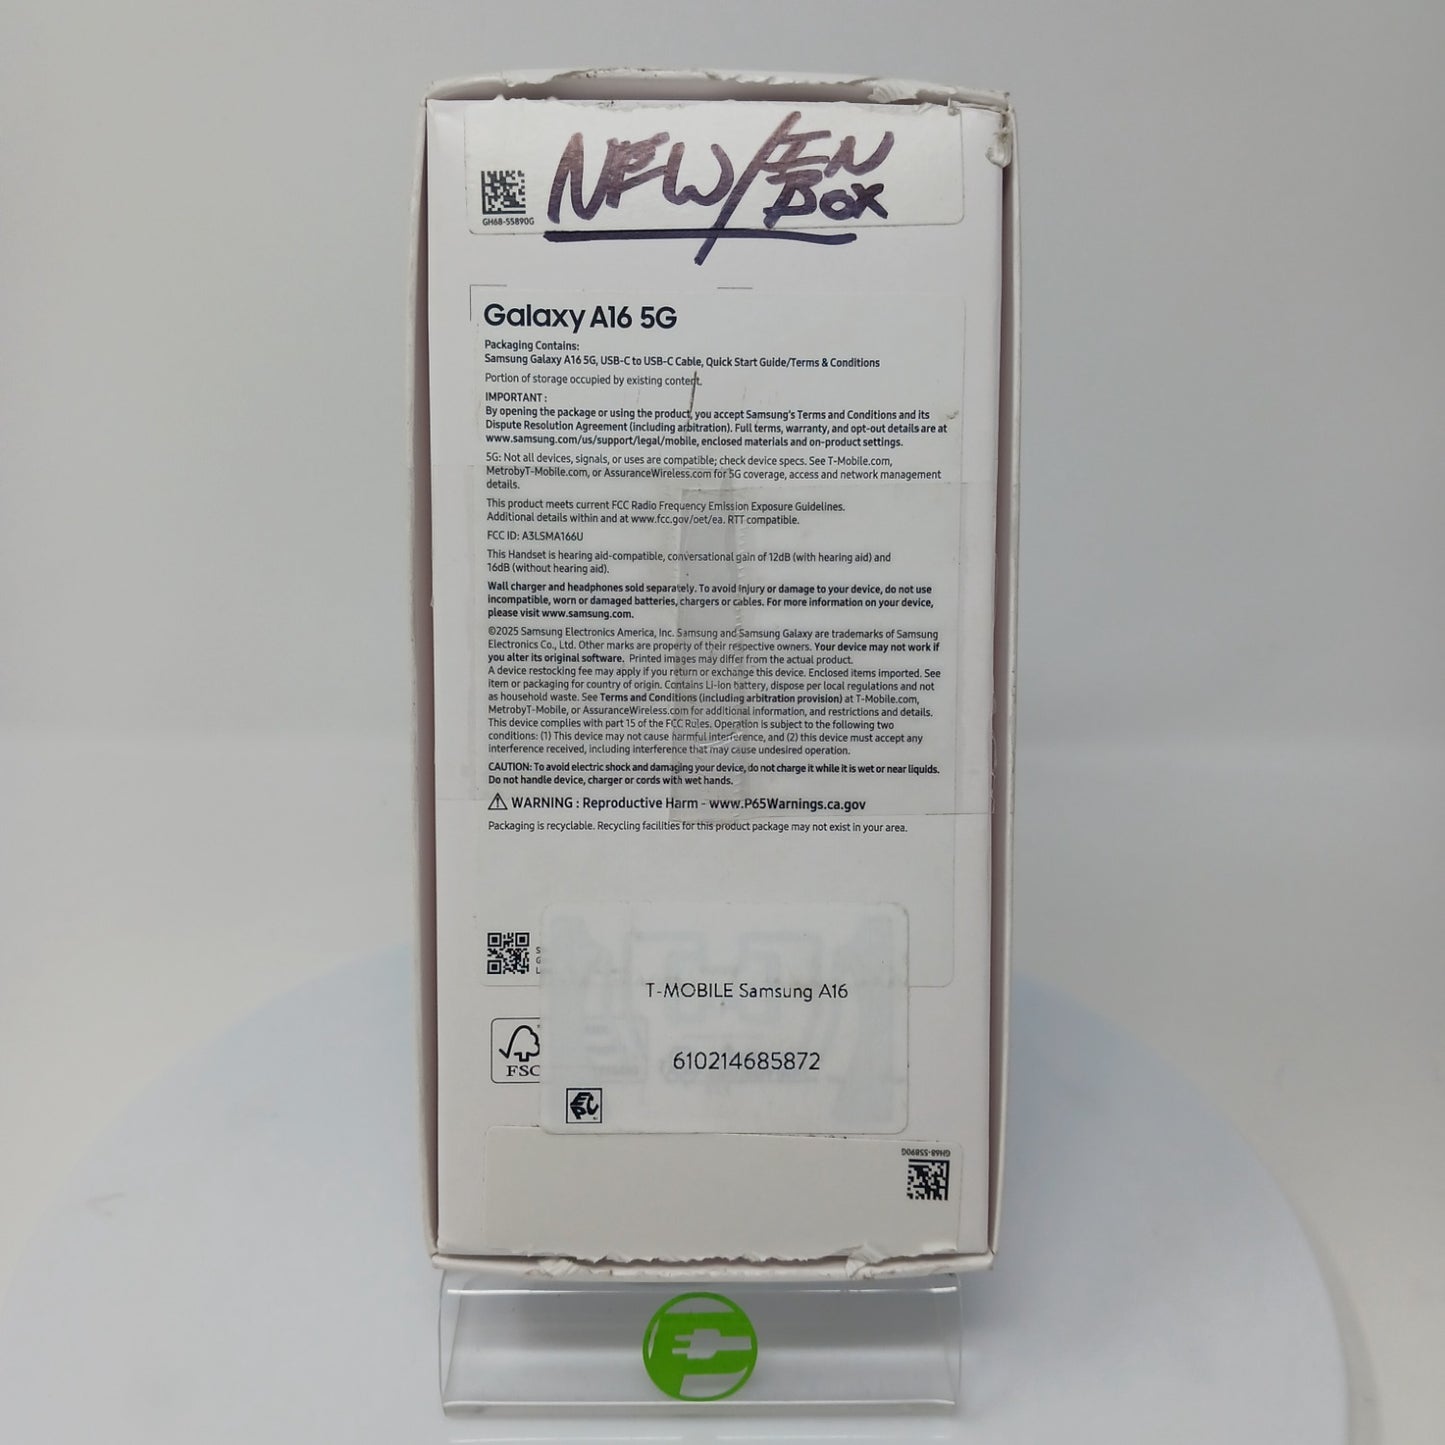 NEW/IN
BOX
GH68-55890G
Galaxy A16 5G
Packaging Contains:
Samsung Galaxy A16 5G, USB-C to USB-C Cable, Quick Start Guide/Terms & Conditions
Portion of storage occupied by existing content.
IMPORTANT :
By opening the package or using the product, you accept Samsung's Terms and Conditions and its
Dispute Resolution Agreement (including arbitration). Full terms, warranty, and opt-out details are at
www.samsung.com/us/support/legal/mobile, enclosed materials and on-product settings.
5G: Not all devices, signals, or uses are compatible; check device specs. See T-Mobile.com,
MetrobyT-Mobile.com, or AssuranceWireless.com for 5G coverage, access and network management
details.
This product meets current FCC Radio Frequency Emission Exposure Guidelines.
Additional details within and at www.fcc.gov/oet/ea. RTT compatible.
FCC ID: A3LSMA166U
This Handset is hearing aid-compatible, conversational gain of 12dB (with hearing aid) and
16dB (without hearing aid).
Wall charger and headphones sold separately. To avoid injury or damage to your device, do not use
incompatible, worn or damaged batteries, chargers or cables. For more information on your device,
please visit www.samsung.com.
©2025 Samsung Electronics America, Inc. Samsung and Samsung Galaxy are trademarks of Samsung
Electronics Co., Ltd. Other marks are property of their respective owners. Your device may not work if
you alter its original software. Printed images may differ from the actual product.
A device restocking fee may apply if you return or exchange this device. Enclosed items imported. See
item or packaging for country of origin. Contains Li-ion battery, dispose per local regulations and not
as household waste. See Terms and Conditions (including arbitration provision) at T-Mobile.com,
MetrobyT-Mobile, or AssuranceWireless.com for additional information, and restrictions and details.
This device complies with part 15 of the FCC Rules. Operation is subject to the following two
conditions: (1) This device may not cause harmful interference, and (2) this device must accept any
interference received, including interference that may cause undesired operation.
CAUTION: To avoid electric shock and damaging your device, do not charge it while it is wet or near liquids.
Do not handle device, charger or cords with wet hands.
WARNING : Reproductive Harm - www.P65Warnings.ca.gov
Packaging is recyclable. Recycling facilities for this product package may not exist in your area.
S
G
L
T-MOBILE Samsung A16
FSC
610214685872
GH68-55890G